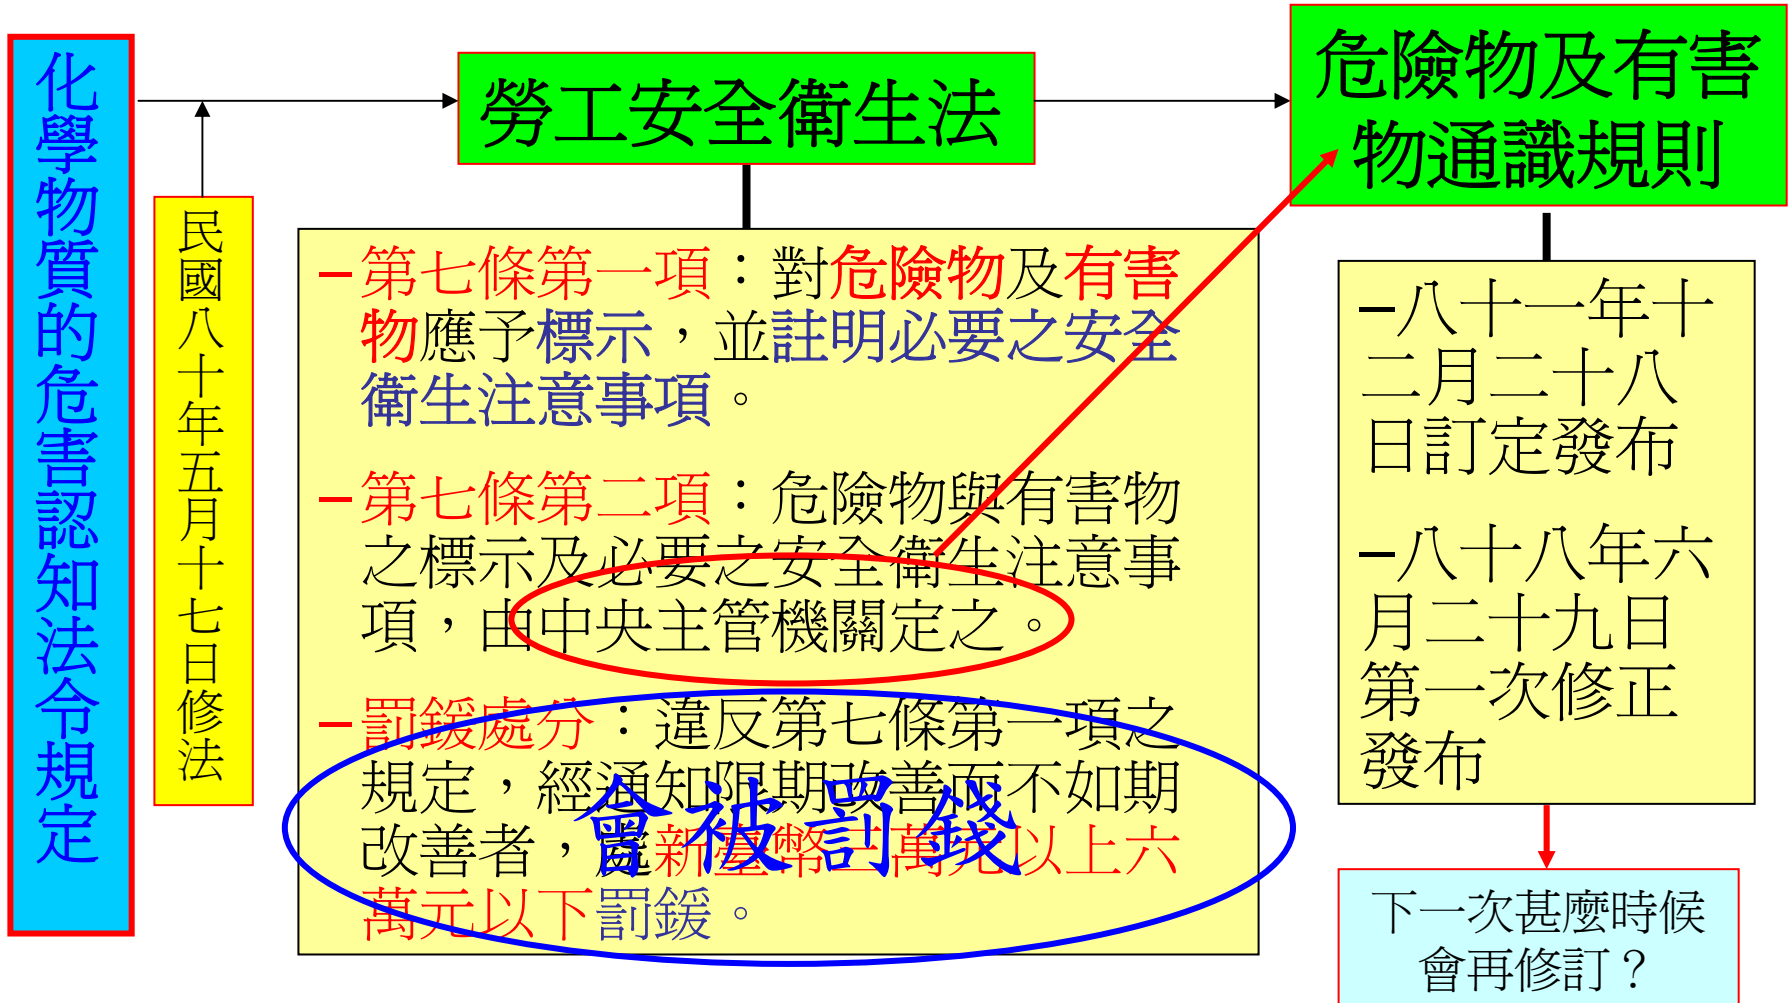 化學物質的危害認知法令規定
民國八十年五月十七日修法
勞工安全衛生法
–第七條第一項：對危險物及有害
物應予標示，並註明必要之安全
衛生注意事項。
–第七條第二項：危險物與有害物
之標示及必要之安全衛生注意事
項，由中央主管機關定之。
–罰鍰處分：違反第七條第一項之
規定，經通知限期改善而不如期
改善者，處新臺幣三萬元以上六
萬元以下罰鍰。
會被罰錢
危險物及有害
物通識規則
–八十一年十
二月二十八
日訂定發布
–八十八年六
月二十九日
第一次修正
發布
下一次甚麼時候
會再修訂？